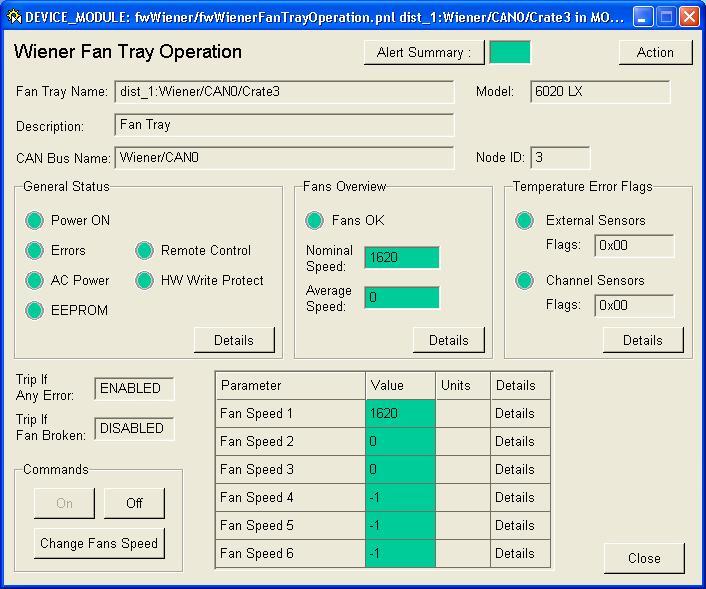 DEVICE_MODULE: fwWiener/fwWienerFanTrayOperation.pnl dist_1:Wiener/CAN0/Crate3 in MO...
Wiener Fan Tray Operation
Alert Summary :
Action
Fan Tray Name: dist_1:Wiener/CAN0/Crate3
Model: 6020 LX
Description: Fan Tray
CAN Bus Name: Wiener/CAN0
Node ID: 3
General Status
Power ON
Errors
Remote Control
AC Power
HW Write Protect
EEPROM
Details
Fans Overview
Fans OK
Nominal
Speed: 1620
Average
Speed: 0
Details
Temperature Error Flags
External Sensors
Flags: 0x00
Channel Sensors
Flags: 0x00
Details
Trip If
Any Error: ENABLED
Trip If
Fan Broken: DISABLED
Commands
On Off
Change Fans Speed
Parameter Value Units Details
Fan Speed 1 1620 Details
Fan Speed 2 0 Details
Fan Speed 3 0 Details
Fan Speed 4 -1 Details
Fan Speed 5 -1 Details
Fan Speed 6 -1 Details
Close